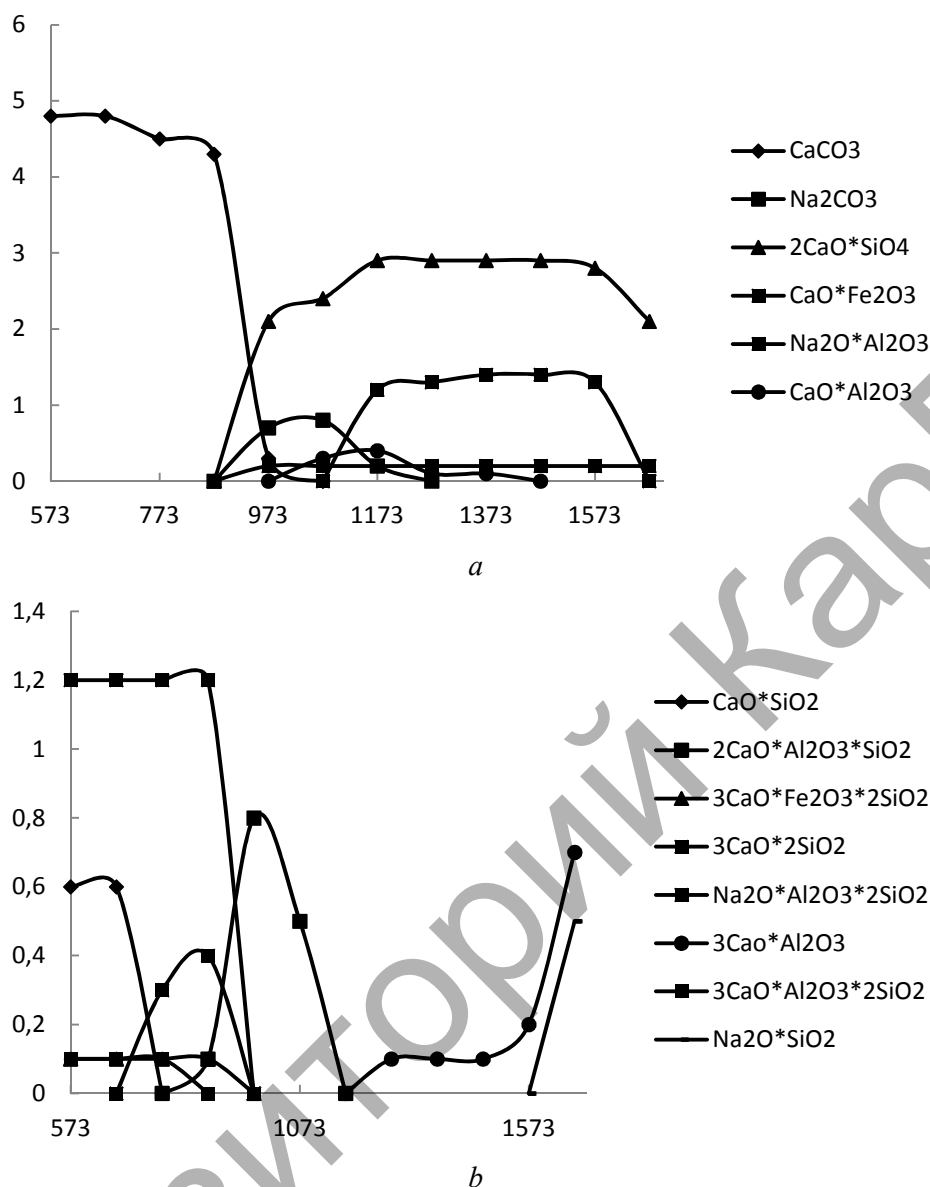 6
5
4
3
2
1
0
573 773 973 1173 1373 1573
CaCO3
Na2CO3
2CaO*SiO4
CaO*Fe2O3
Na2O*Al2O3
CaO*Al2O3
a
1,4
1,2
1
0,8
0,6
0,4
0,2
0
573 1073 1573
CaO*SiO2
2CaO*Al2O3*SiO2
3CaO*Fe2O3*2SiO2
3CaO*2SiO2
Na2O*Al2O3*2SiO2
3Cao*Al2O3
3CaO*Al2O3*2SiO2
Na2O*SiO2
b
зиторий Кар